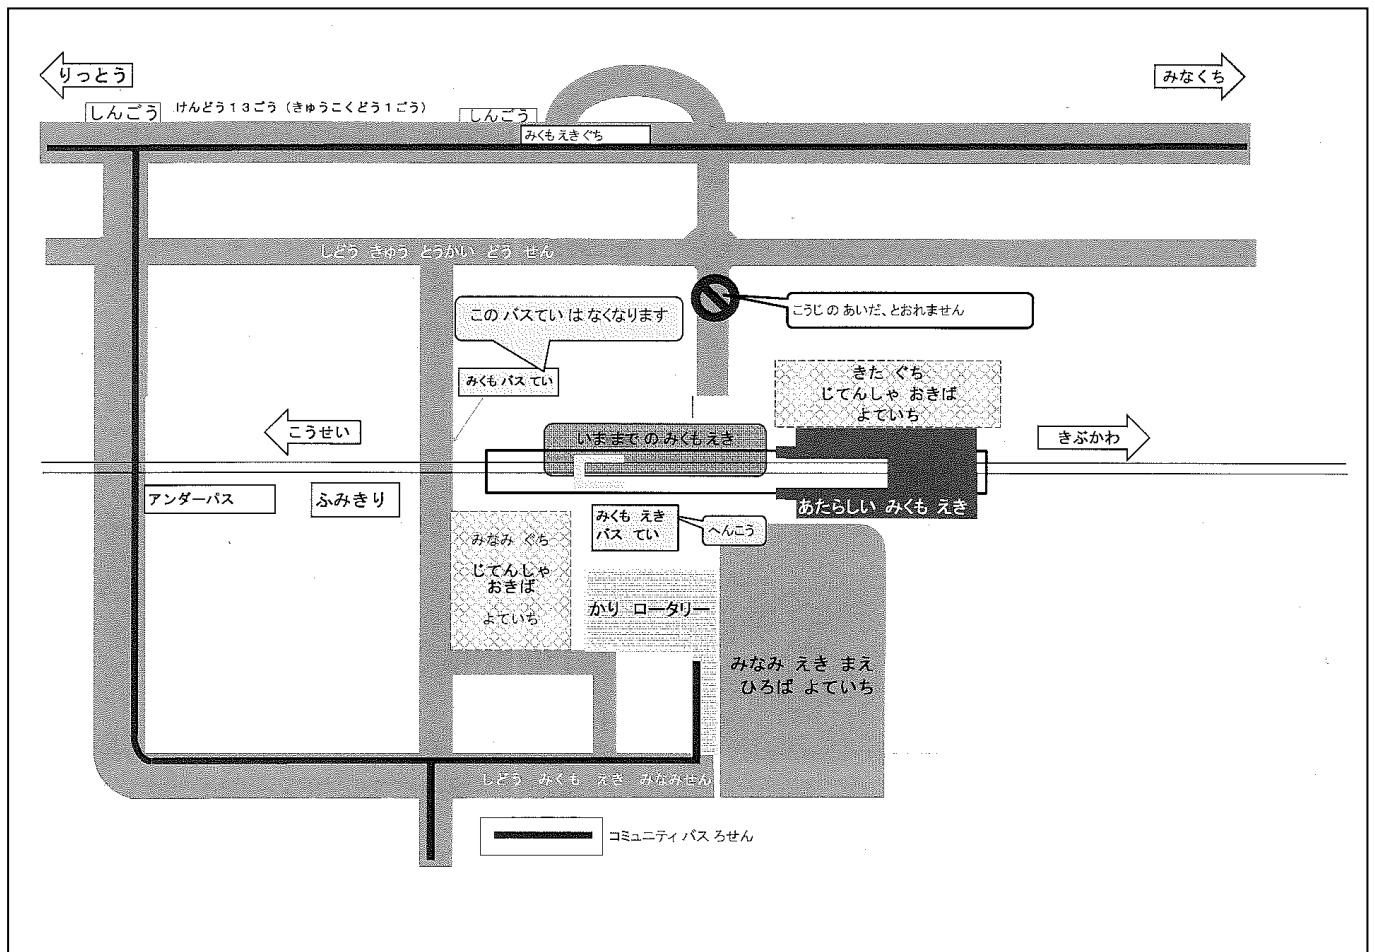 りっとう
みなくち
しんごう
けんどう13ごう(きゅうこくどう1ごう)
しんごう
みくもえきぐち
しどう きゅう とうかい どう せん
このバスてい は なくなります
こうじ の あいだ、とおれません
みくも バス てい
きた ぐち
じてんしゃ おきば
よていち
こうせい
いままでのみくもえき
きぶかわ
アンダーパス
ふみきり
あたらしい みくも えき
みくも えき
バス てい
へんこう
みなみ ぐち
じてんしゃ
おきば
よていち
かり ロータリー
みなみ えき まえ
ひろば よていち
しどう みくも えき みなみせん
コミュニティバス ろせん